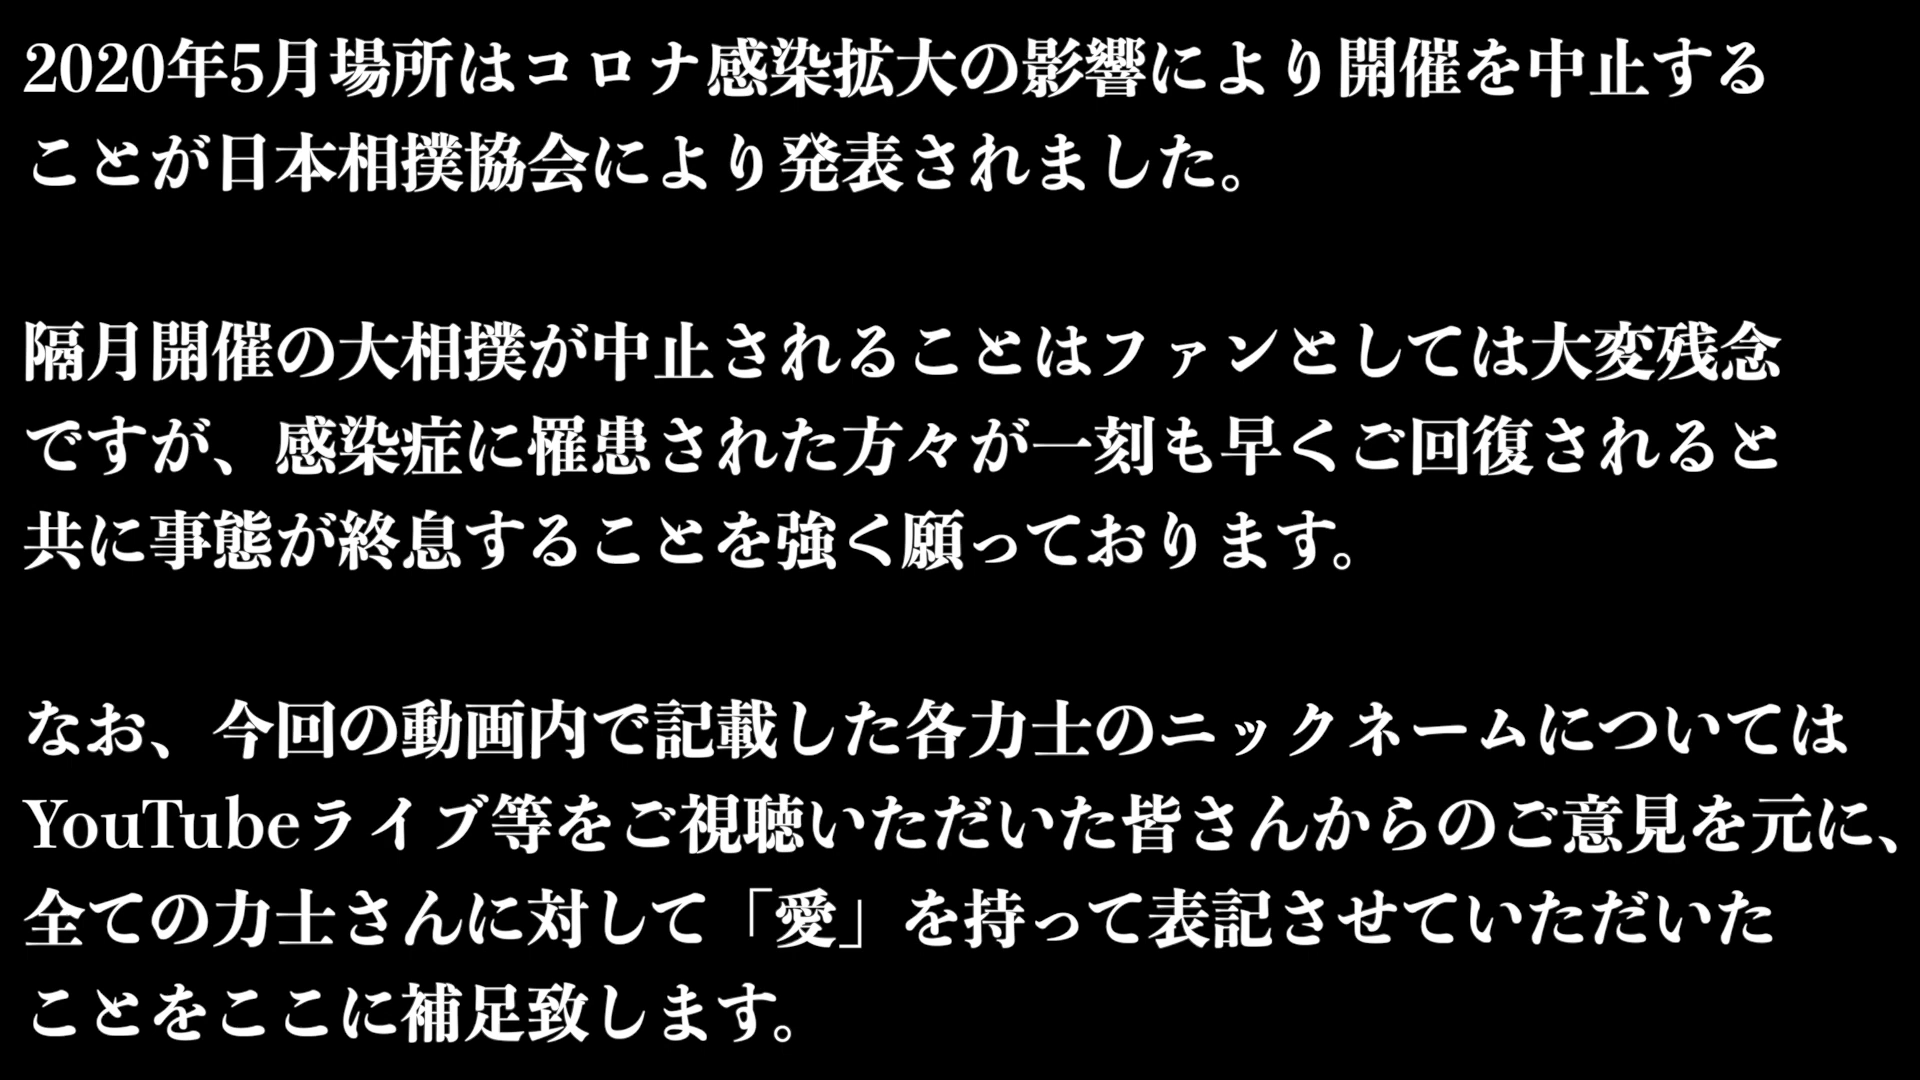 2020年5月場所はコロナ感染拡大の影響により開催を中止する
ことが日本相撲協会により発表されました。
隔月開催の大相撲が中止されることはファンとしては大変残念
ですが、感染症に罹患された方々が一刻も早くご回復されると
共に事態が終息することを強く願っております。
なお、今回の動画内で記載した各力士のニックネームについては
YouTubeライブ等をご視聴いただいた皆さんからのご意見を元に、
全ての力士さんに対して「愛」を持って表記させていただいた
ことをここに補足致します。